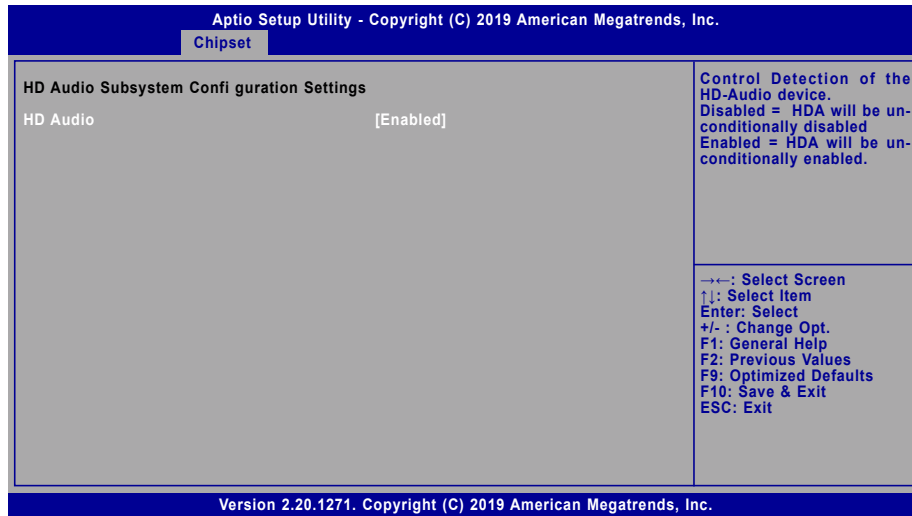 Aptio Setup Utility - Copyright (C) 2019 American Megatrends, Inc.
Chipset
HD Audio Subsystem Confi guration Settings
HD Audio [Enabled]
Control Detection of the
HD-Audio device.
Disabled = HDA will be un-
conditionally disabled
Enabled = HDA will be un-
conditionally enabled.
→←: Select Screen
↑↓: Select Item
Enter: Select
+/- : Change Opt.
F1: General Help
F2: Previous Values
F9: Optimized Defaults
F10: Save & Exit
ESC: Exit
Version 2.20.1271. Copyright (C) 2019 American Megatrends, Inc.